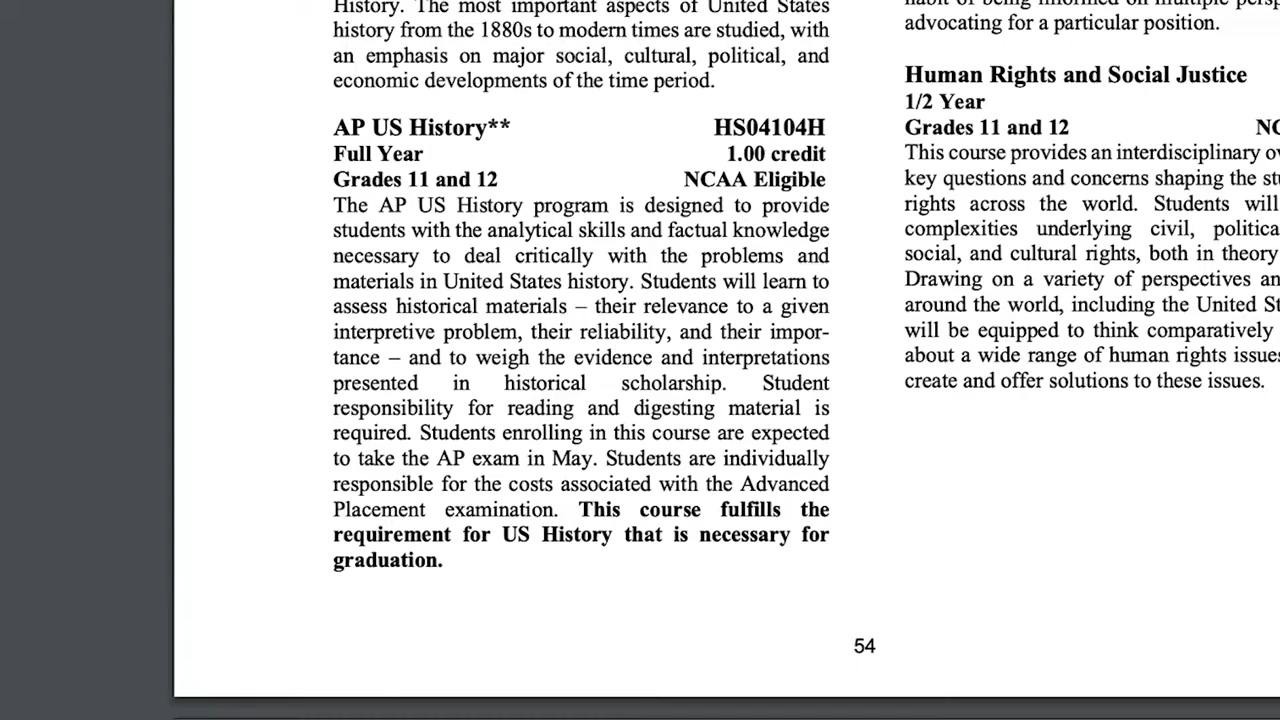 History. The most important aspects of United States
history from the 1880s to modern times are studied, with
an emphasis on major social, cultural, political, and
economic developments of the time period.
AP US History** HS04104H
Full Year 1.00 credit
Grades 11 and 12 NCAA Eligible
The AP US History program is designed to provide
students with the analytical skills and factual knowledge
necessary to deal critically with the problems and
materials in United States history. Students will learn to
assess historical materials – their relevance to a given
interpretive problem, their reliability, and their impor-
tance – and to weigh the evidence and interpretations
presented in historical scholarship. Student
responsibility for reading and digesting material is
required. Students enrolling in this course are expected
to take the AP exam in May. Students are individually
responsible for the costs associated with the Advanced
Placement examination. This course fulfills the
requirement for US History that is necessary for
graduation.
habit of being informed on multiple
advocating for a particular position.
Human Rights and Social Justice
1/2 Year
Grades 11 and 12
This course provides an interdisciplinary
key questions and concerns shaping the
rights across the world. Students will
complexities underlying civil,
social, and cultural rights, both in theory
Drawing on a variety of perspectives
around the world, including the United
will be equipped to think comparatively
about a wide range of human rights issues
create and offer solutions to these issues.
54